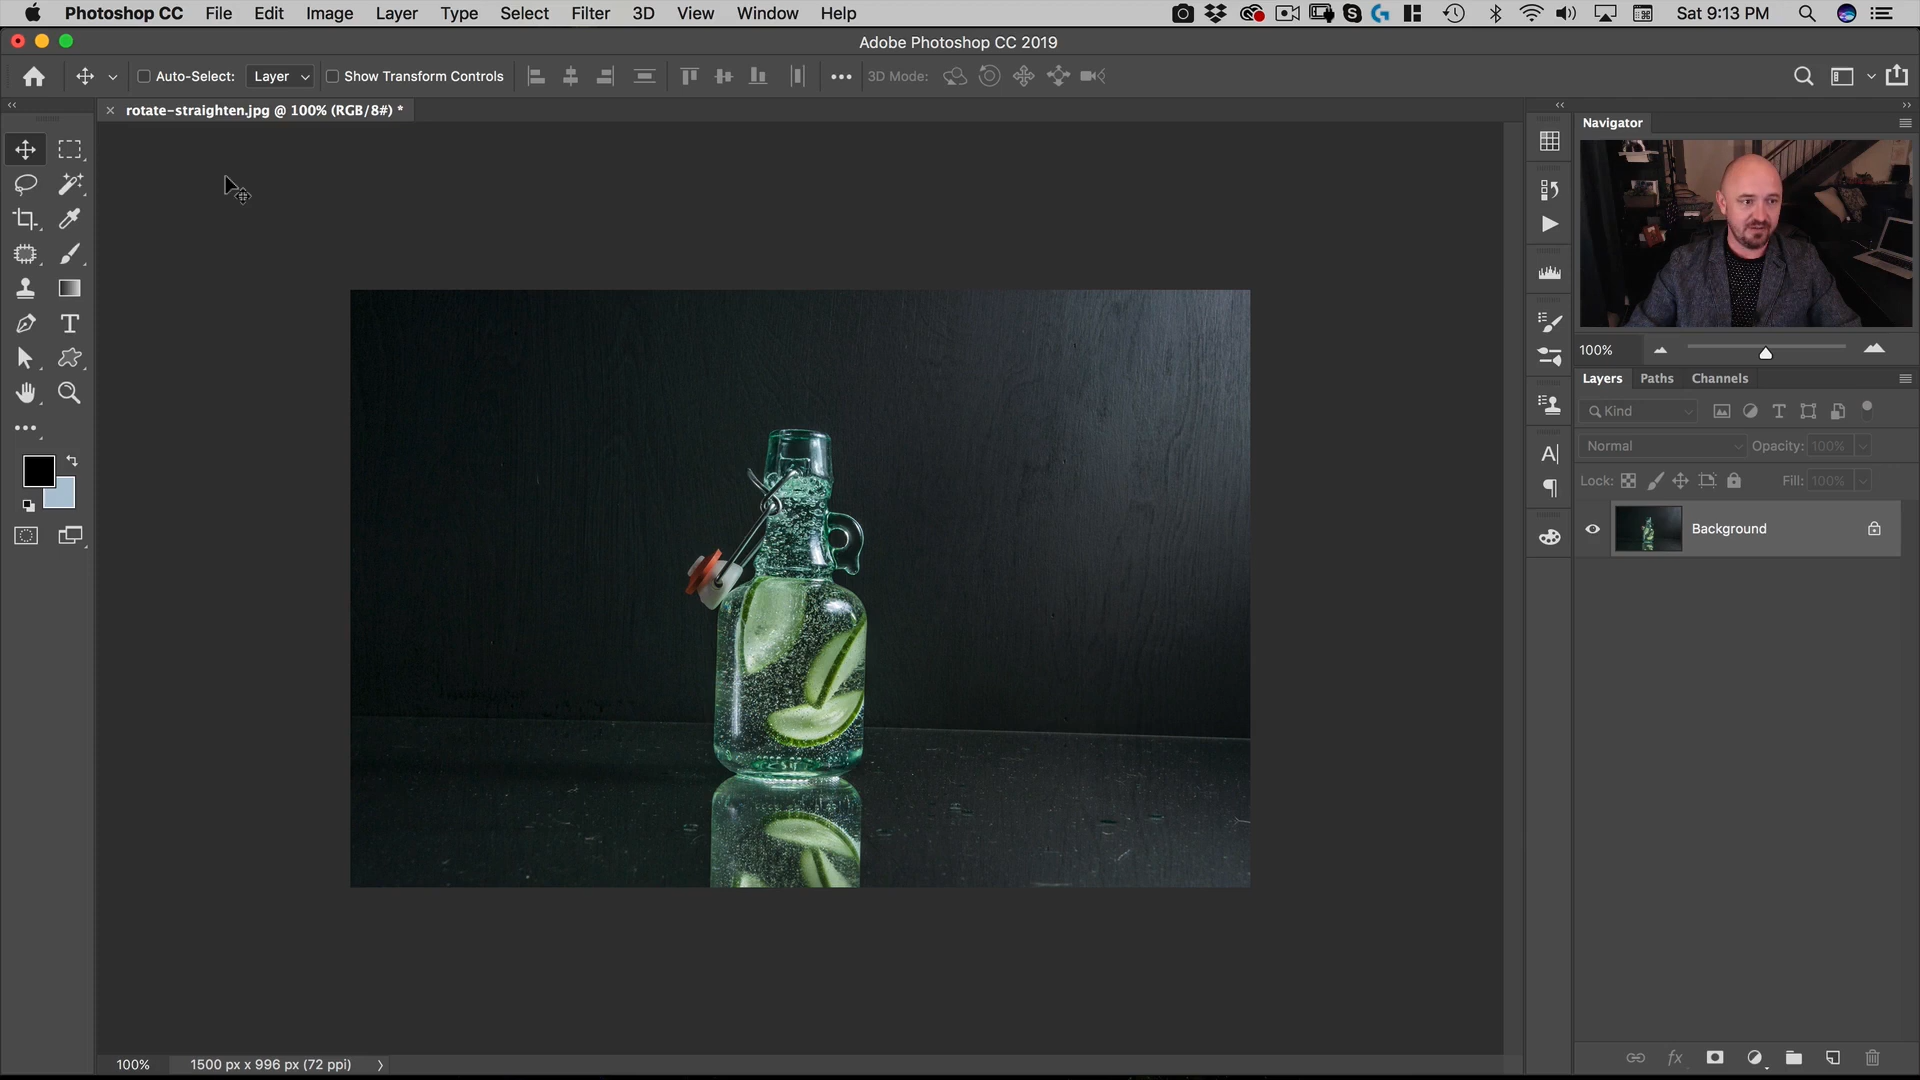 Photoshop CC File Edit Image Layer Type Select Filter 3D View Window Help Sat 9:13 PM
Adobe Photoshop CC 2019
Auto-Select: Layer Show Transform Controls 3D Mode:
rotate-straighten.jpg @ 100% (RGB/8#) *
Navigator
100%
Layers Paths Channels
Kind
Normal Opacity: 100%
Lock: Fill: 100%
Background
100% 1500 px x 996 px (72 ppi)